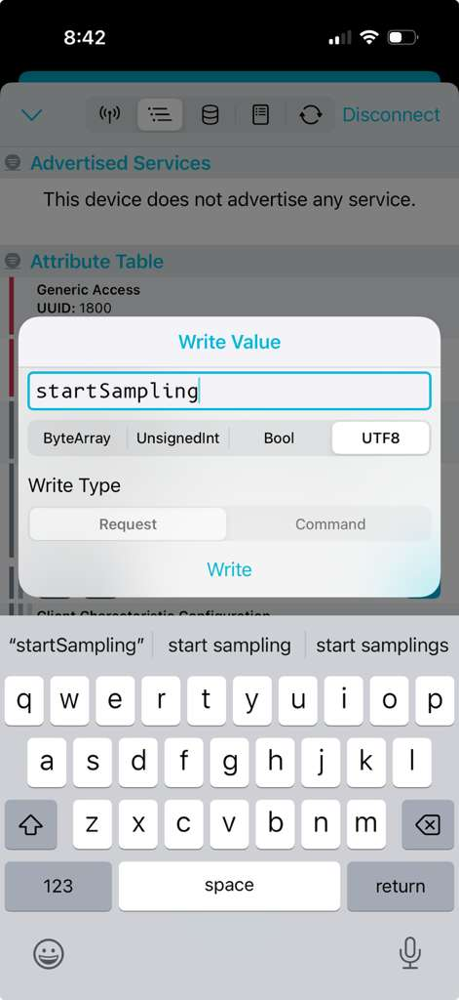 8:42
Disconnect
Advertised Services
This device does not advertise any service.
Attribute Table
Generic Access
UUID: 1800
Write Value
startSampling
ByteArray UnsignedInt Bool UTF8
Write Type
Request Command
Write
Client Characteristic Configuration
“startSampling” start sampling start samplings
q w e r t y u i o p
a s d f g h j k l
z x c v b n m
123 space return